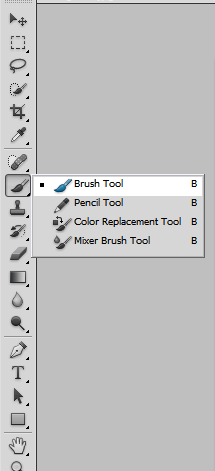 Brush Tool B
Pencil Tool B
Color Replacement Tool B
Mixer Brush Tool B
T